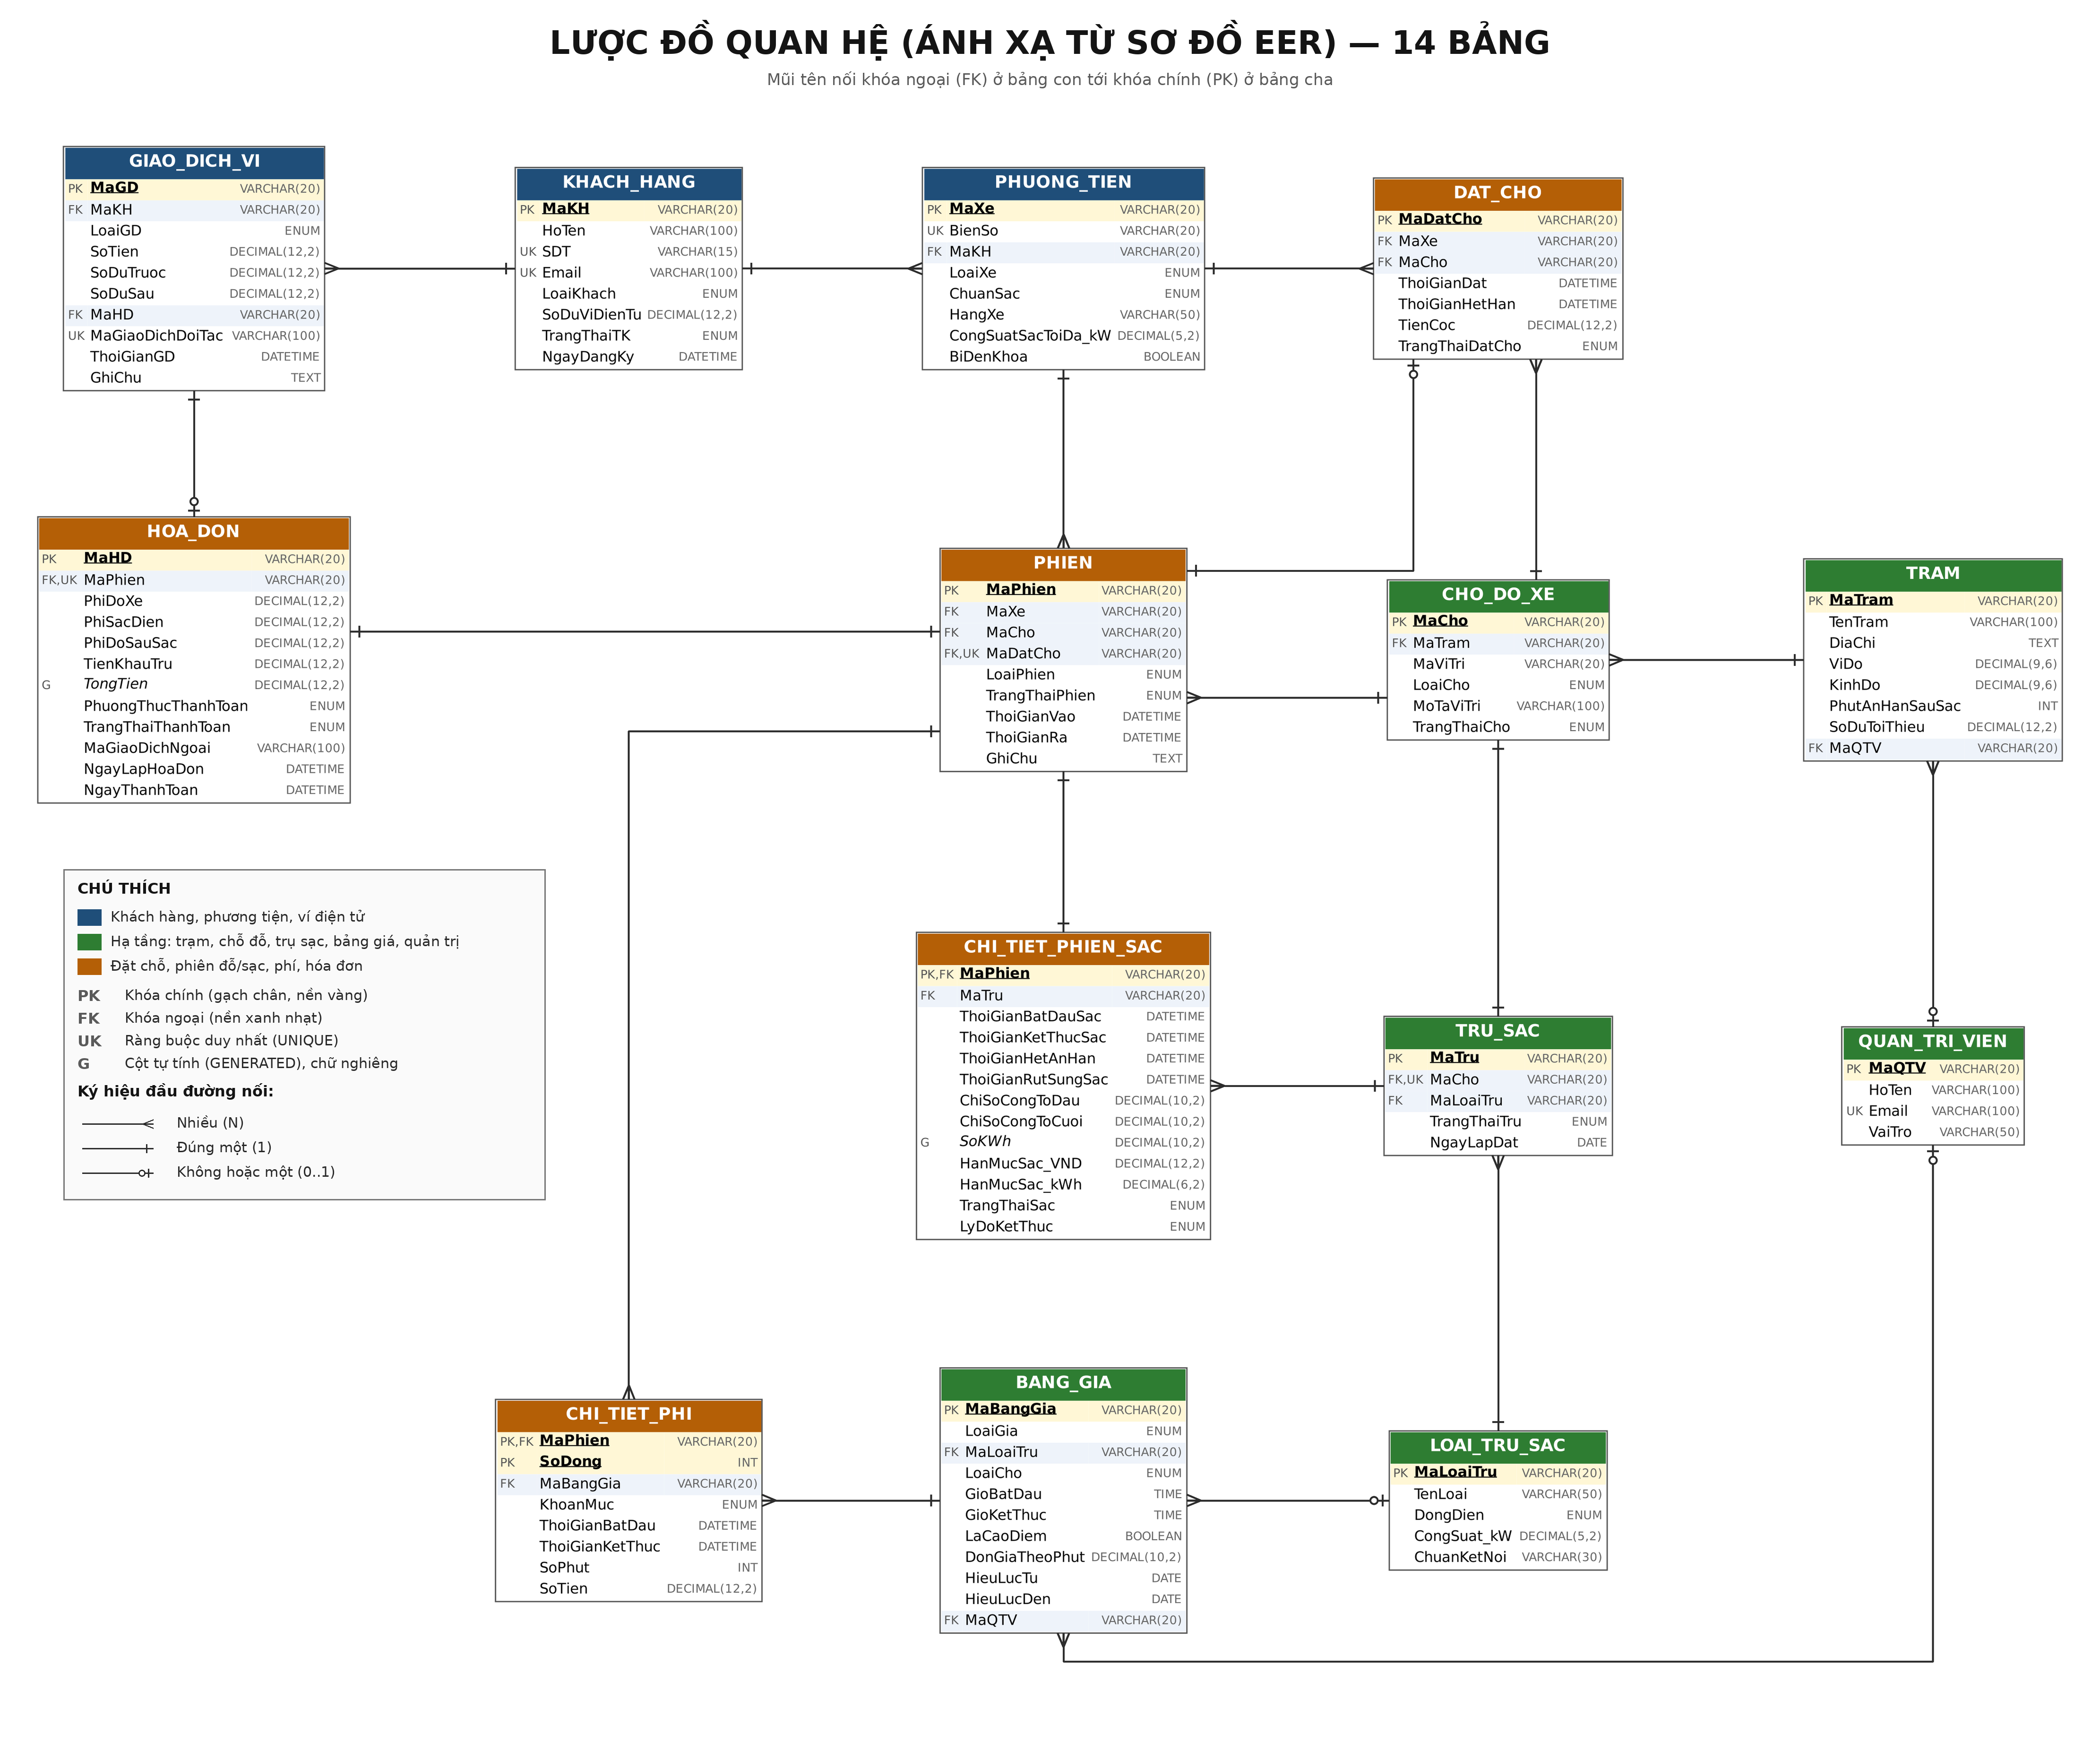 LƯỢC ĐỒ QUAN HỆ (ÁNH XẠ TỪ SƠ ĐỒ EER) — 14 BẢNG
Mũi tên nối khóa ngoại (FK) ở bảng con tới khóa chính (PK) ở bảng cha
GIAO_DICH_VI
PK MaGD VARCHAR(20)
FK MaKH VARCHAR(20)
LoaiGD ENUM
SoTien DECIMAL(12,2)
SoDuTruoc DECIMAL(12,2)
SoDuSau DECIMAL(12,2)
FK MaHD VARCHAR(20)
UK MaGiaoDichDoiTac VARCHAR(100)
ThoiGianGD DATETIME
GhiChu TEXT
KHACH_HANG
PK MaKH VARCHAR(20)
HoTen VARCHAR(100)
UK SDT VARCHAR(15)
UK Email VARCHAR(100)
LoaiKhach ENUM
SoDuViDienTu DECIMAL(12,2)
TrangThaiTK ENUM
NgayDangKy DATETIME
PHUONG_TIEN
PK MaXe VARCHAR(20)
UK BienSo VARCHAR(20)
FK MaKH VARCHAR(20)
LoaiXe ENUM
ChuanSac ENUM
HangXe VARCHAR(50)
CongSuatSacToiDa_kW DECIMAL(5,2)
BiDenKhoa BOOLEAN
DAT_CHO
PK MaDatCho VARCHAR(20)
FK MaXe VARCHAR(20)
FK MaCho VARCHAR(20)
ThoiGianDat DATETIME
ThoiGianHetHan DATETIME
TienCoc DECIMAL(12,2)
TrangThaiDatCho ENUM
HOA_DON
PK MaHD VARCHAR(20)
FK,UK MaPhien VARCHAR(20)
PhiDoXe DECIMAL(12,2)
PhiSacDien DECIMAL(12,2)
PhiDoSauSac DECIMAL(12,2)
TienKhauTru DECIMAL(12,2)
G TongTien DECIMAL(12,2)
PhuongThucThanhToan ENUM
TrangThaiThanhToan ENUM
MaGiaoDichNgoai VARCHAR(100)
NgayLapHoaDon DATETIME
NgayThanhToan DATETIME
PHIEN
PK MaPhien VARCHAR(20)
FK MaXe VARCHAR(20)
FK MaCho VARCHAR(20)
FK,UK MaDatCho VARCHAR(20)
LoaiPhien ENUM
TrangThaiPhien ENUM
ThoiGianVao DATETIME
ThoiGianRa DATETIME
GhiChu TEXT
CHO_DO_XE
PK MaCho VARCHAR(20)
FK MaTram VARCHAR(20)
MaViTri VARCHAR(20)
LoaiCho ENUM
MoTaViTri VARCHAR(100)
TrangThaiCho ENUM
TRAM
PK MaTram VARCHAR(20)
TenTram VARCHAR(100)
DiaChi TEXT
ViDo DECIMAL(9,6)
KinhDo DECIMAL(9,6)
PhutAnHanSauSac INT
SoDuToiThieu DECIMAL(12,2)
FK MaQTV VARCHAR(20)
CHÚ THÍCH
Khách hàng, phương tiện, ví điện tử
Hạ tầng: trạm, chỗ đỗ, trụ sạc, bảng giá, quản trị
Đặt chỗ, phiên đỗ/sạc, phí, hóa đơn
PK Khóa chính (gạch chân, nền vàng)
FK Khóa ngoại (nền xanh nhạt)
UK Ràng buộc duy nhất (UNIQUE)
G Cột tự tính (GENERATED), chữ nghiêng
Ký hiệu đầu đường nối:
Nhiều (N)
Đúng một (1)
Không hoặc một (0..1)
CHI_TIET_PHIEN_SAC
PK,FK MaPhien VARCHAR(20)
FK MaTru VARCHAR(20)
ThoiGianBatDauSac DATETIME
ThoiGianKetThucSac DATETIME
ThoiGianHetAnHan DATETIME
ThoiGianRutSungSac DATETIME
ChiSoCongToDau DECIMAL(10,2)
ChiSoCongToCuoi DECIMAL(10,2)
G SoKWh DECIMAL(10,2)
HanMucSac_VND DECIMAL(12,2)
HanMucSac_kWh DECIMAL(6,2)
TrangThaiSac ENUM
LyDoKetThuc ENUM
TRU_SAC
PK MaTru VARCHAR(20)
FK,UK MaCho VARCHAR(20)
FK MaLoaiTru VARCHAR(20)
TrangThaiTru ENUM
NgayLapDat DATE
QUAN_TRI_VIEN
PK MaQTV VARCHAR(20)
HoTen VARCHAR(100)
UK Email VARCHAR(100)
VaiTro VARCHAR(50)
CHI_TIET_PHI
PK,FK MaPhien VARCHAR(20)
PK SoDong INT
FK MaBangGia VARCHAR(20)
KhoanMuc ENUM
ThoiGianBatDau DATETIME
ThoiGianKetThuc DATETIME
SoPhut INT
SoTien DECIMAL(12,2)
BANG_GIA
PK MaBangGia VARCHAR(20)
LoaiGia ENUM
FK MaLoaiTru VARCHAR(20)
LoaiCho ENUM
GioBatDau TIME
GioKetThuc TIME
LaCaoDiem BOOLEAN
DonGiaTheoPhut DECIMAL(10,2)
HieuLucTu DATE
HieuLucDen DATE
FK MaQTV VARCHAR(20)
LOAI_TRU_SAC
PK MaLoaiTru VARCHAR(20)
TenLoai VARCHAR(50)
DongDien ENUM
CongSuat_kW DECIMAL(5,2)
ChuanKetNoi VARCHAR(30)